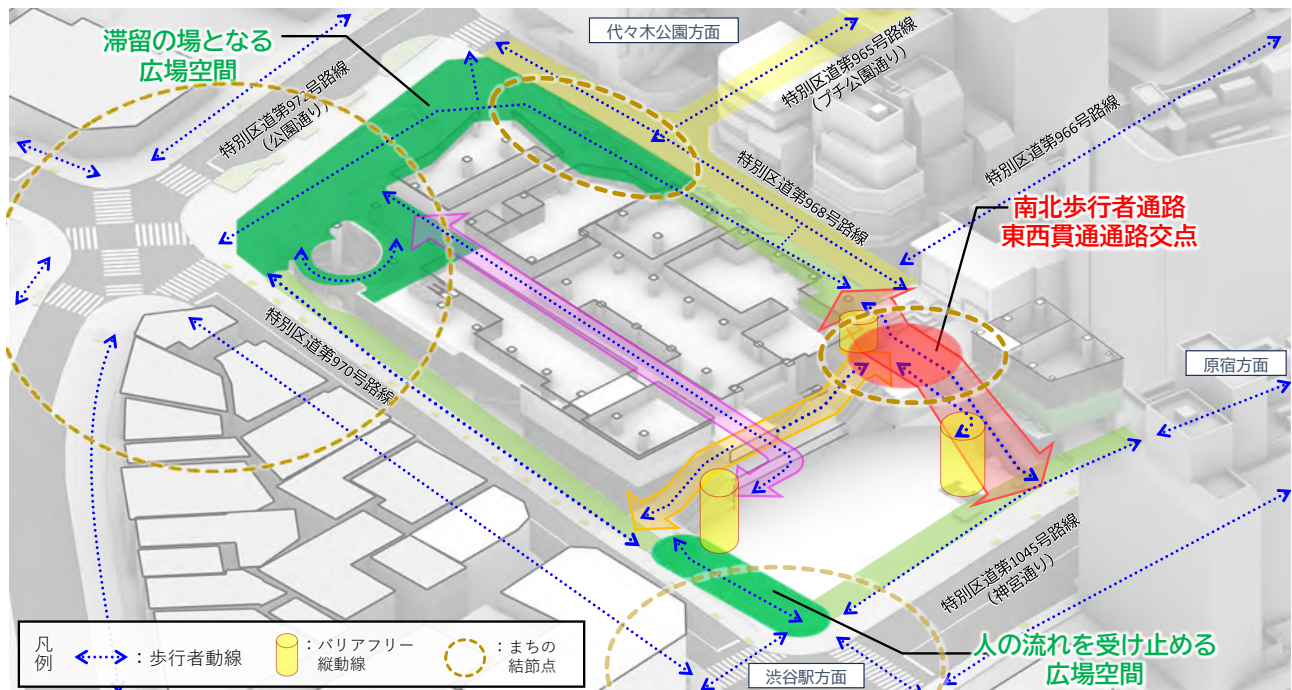 滞留の場となる
広場空間
代々木公園方面
特別区道第972号路線
(公園通り)
特別区道第965号路線
(プチ公園通り)
特別区道第966号路線
特別区道第968号路線
南北歩行者通路
東西貫通通路交点
特別区道第970号路線
原宿方面
特別区道第1045号路線
(神宮通り)
凡例
：歩行者動線
：バリアフリー
縦動線
：まちの
結節点
渋谷駅方面
人の流れを受け止める
広場空間